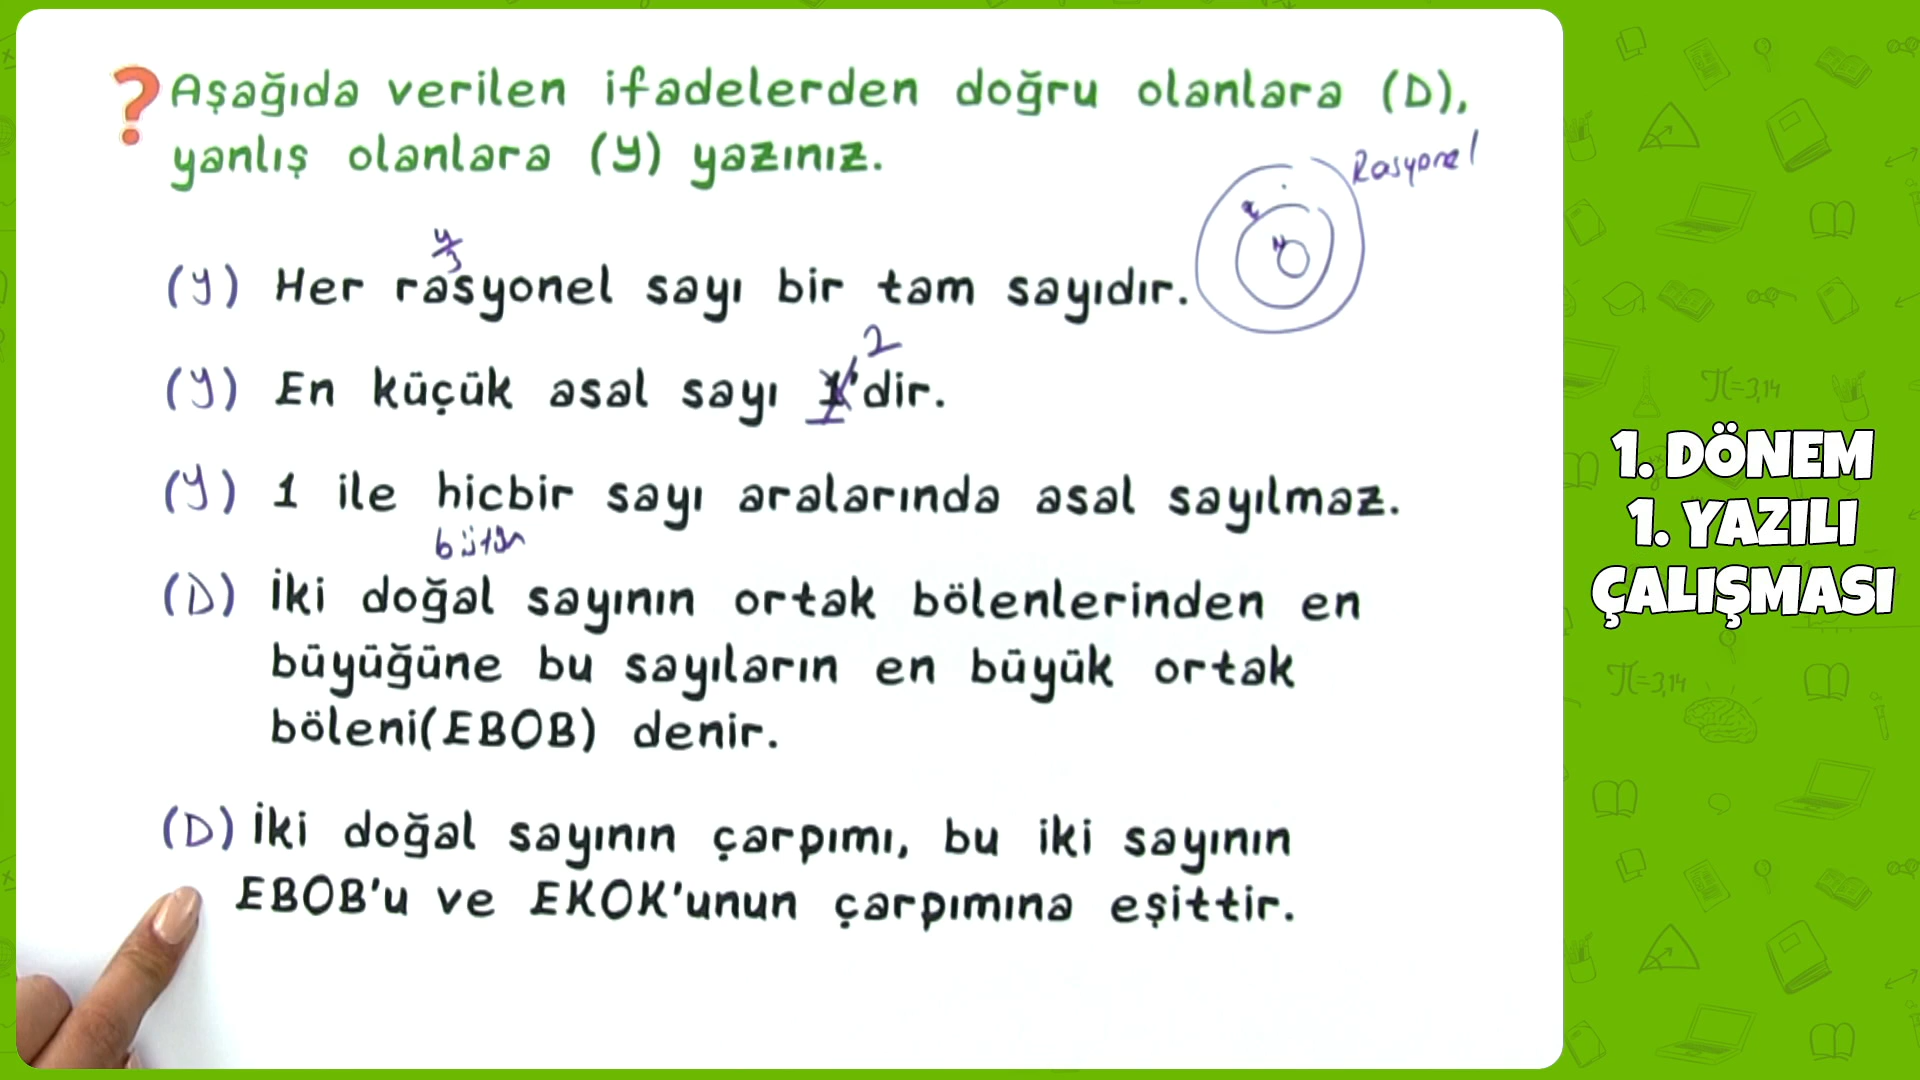 ? Aşağıda verilen ifadelerden doğru olanlara (D),
yanlış olanlara (Y) yazınız.
Rasyonel
Z
N
4/3
(Y) Her rasyonel sayı bir tam sayıdır.
2
(Y) En küçük asal sayı 1'dir.
(Y) 1 ile hicbir sayı aralarında asal sayılmaz.
bütün
(D) İki doğal sayının ortak bölenlerinden en
büyüğüne bu sayıların en büyük ortak
böleni(EBOB) denir.
(D) İki doğal sayının çarpımı, bu iki sayının
EBOB'u ve EKOK'unun çarpımına eşittir.
1. DÖNEM
1. YAZILI
ÇALIŞMASI
π=3,14
π=3,14